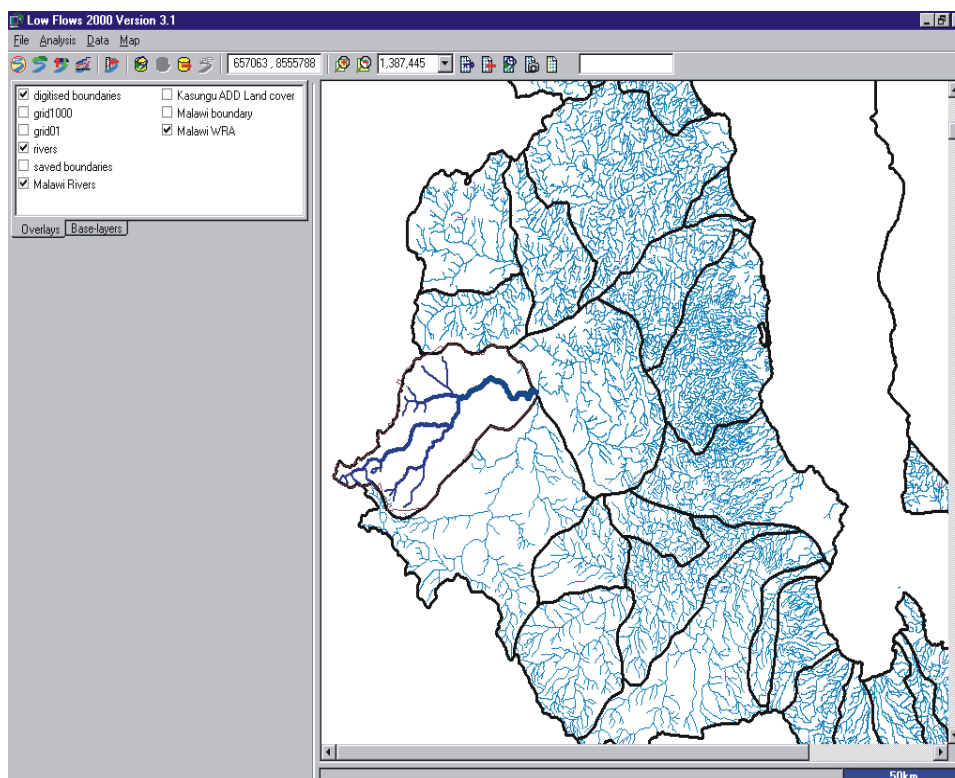 Low Flows 2000 Version 3.1
File Analysis Data Map
657063 , 8555788 1,387,445
digitised boundaries Kasungu ADD Land cover
grid1000 Malawi boundary
grid01 Malawi WRA
rivers
saved boundaries
Malawi Rivers
Overlays Base-layers
50km